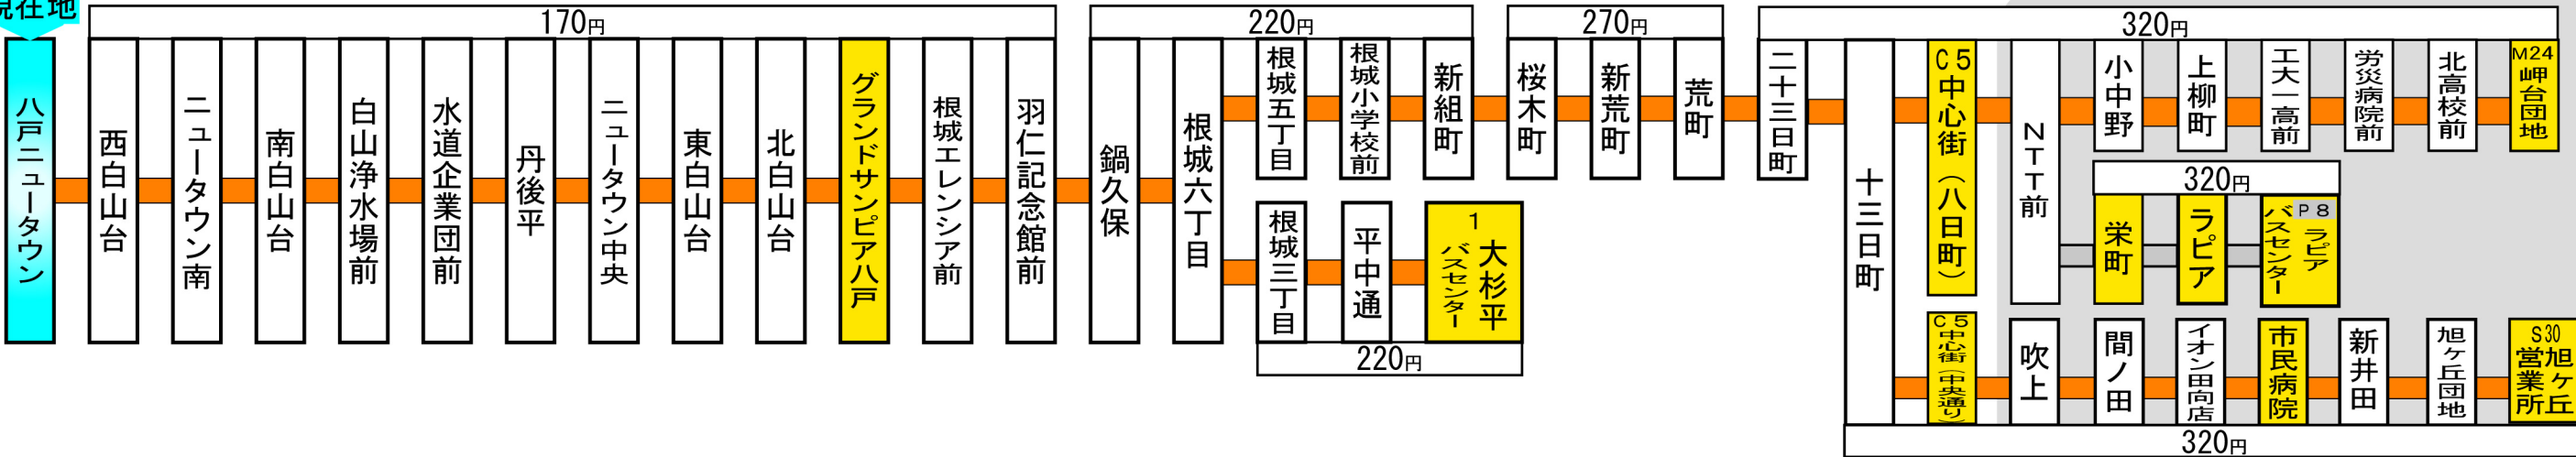 現在地
170円
220円
270円
320円
八戸ニュータウン
西白山台
ニュータウン南
南白山台
白山浄水場前
水道企業団前
丹後平
ニュータウン中央
東白山台
北白山台
グランドサンピア八戸
根城エレンシア前
羽仁記念館前
鍋久保
根城六丁目
根城五丁目
根城小学校前
新組町
桜木町
新荒町
荒町
二十三日町
十三日町
C5
中心街（八日町）
NTT前
小中野
上柳町
工大一高前
労災病院前
北高校前
M24
岬台団地
320円
栄町
ラピア
P8
ラピア
バスセンター
根城三丁目
平中通
1
大杉平
バスセンター
220円
C5
中心街（中央通り）
吹上
間ノ田
イオン田向店
市民病院
新井田
旭ヶ丘団地
S30
旭ヶ丘
営業所
320円